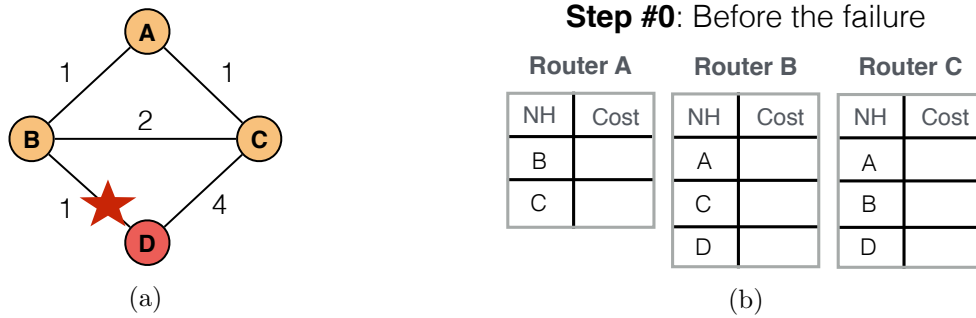 A
1
1
B
2
C
1
4
D
(a)
Step #0: Before the failure
Router A
Router B
Router C
NH Cost
B
C
NH Cost
A
C
D
NH Cost
A
B
D
(b)